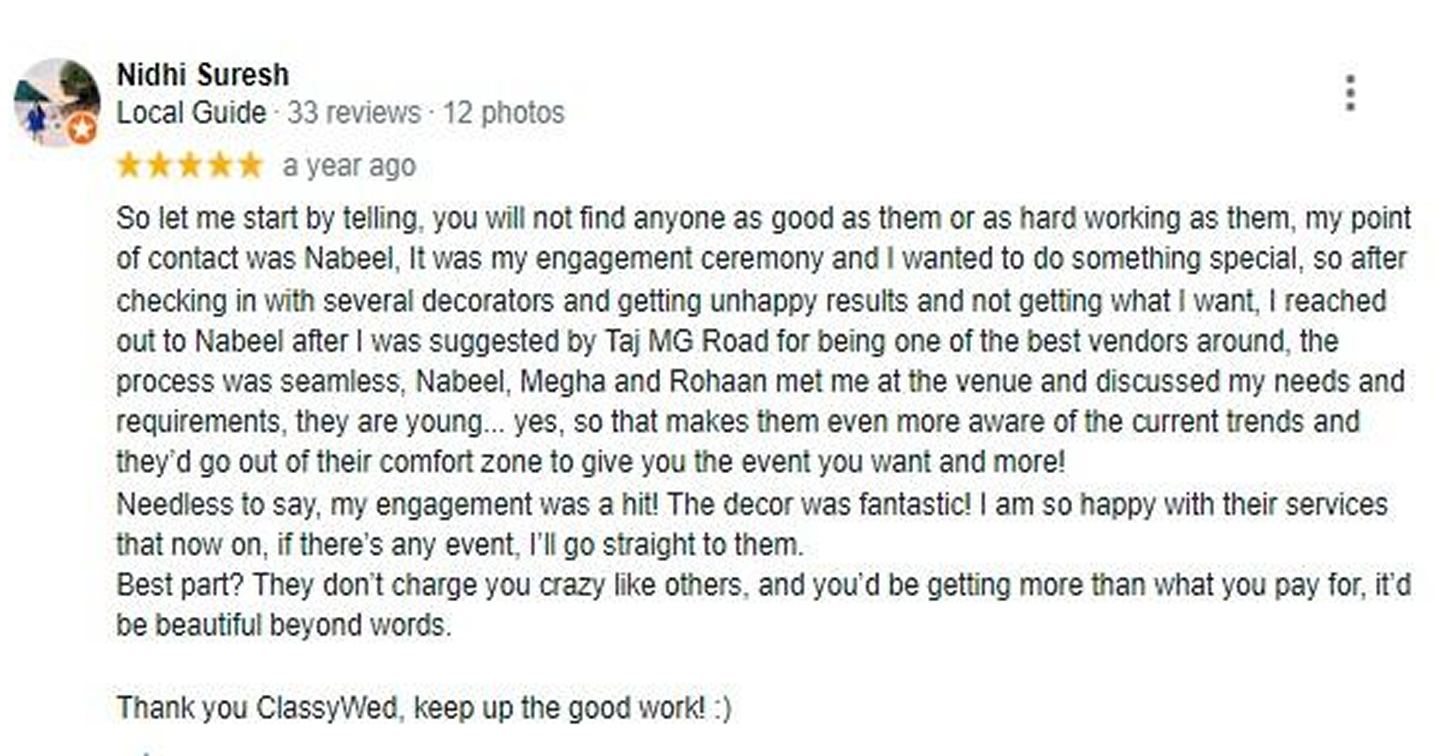 Nidhi Suresh
Local Guide · 33 reviews · 12 photos
a year ago
So let me start by telling, you will not find anyone as good as them or as hard working as them, my point
of contact was Nabeel, It was my engagement ceremony and I wanted to do something special, so after
checking in with several decorators and getting unhappy results and not getting what I want, I reached
out to Nabeel after I was suggested by Taj MG Road for being one of the best vendors around, the
process was seamless, Nabeel, Megha and Rohaan met me at the venue and discussed my needs and
requirements, they are young... yes, so that makes them even more aware of the current trends and
they'd go out of their comfort zone to give you the event you want and more!
Needless to say, my engagement was a hit! The decor was fantastic! I am so happy with their services
that now on, if there's any event, I'll go straight to them.
Best part? They don't charge you crazy like others, and you'd be getting more than what you pay for, it'd
be beautiful beyond words.
Thank you ClassyWed, keep up the good work! :)